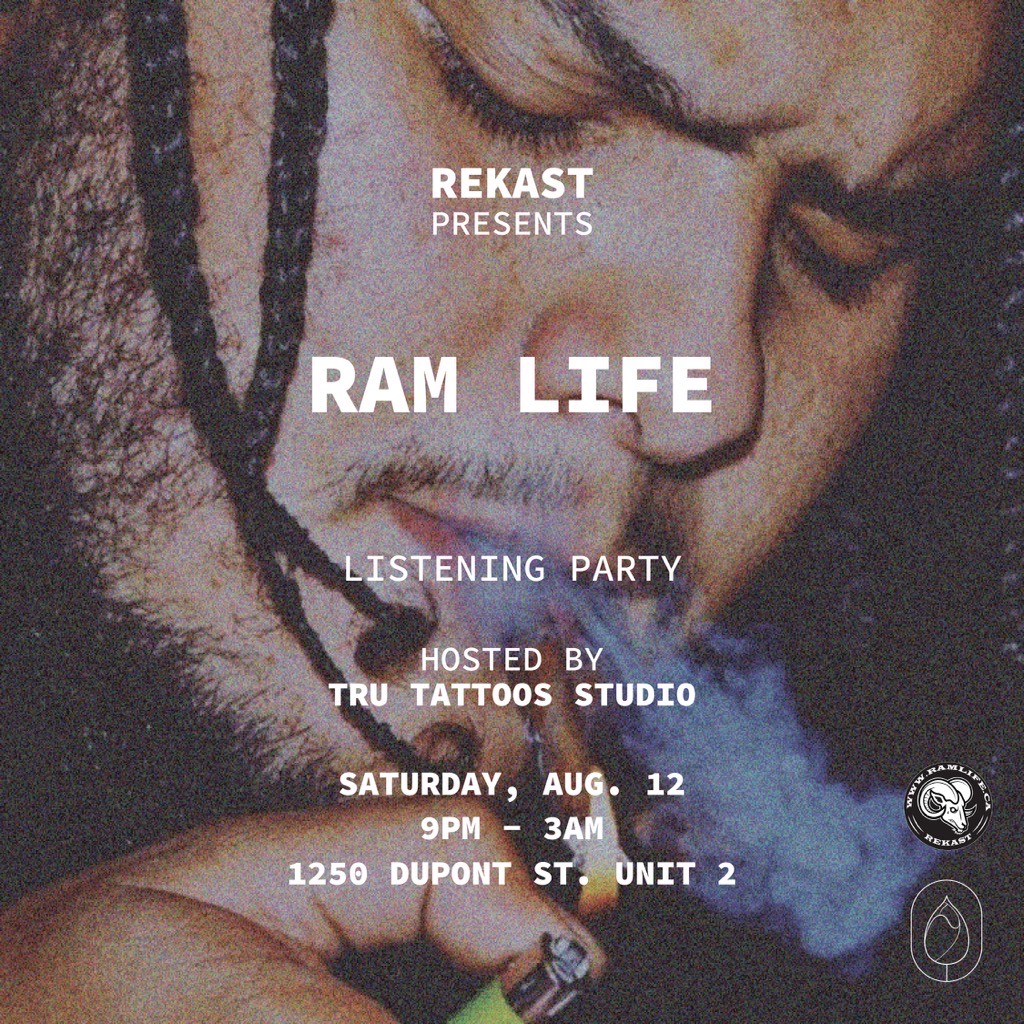 REKAST
PRESENTS
RAM LIFE
LISTENING PARTY
HOSTED BY
TRU TATTOOS STUDIO
SATURDAY, AUG. 12
9PM – 3AM
1250 DUPONT ST. UNIT 2
WWW.RAMLIFE.CA
REKAST